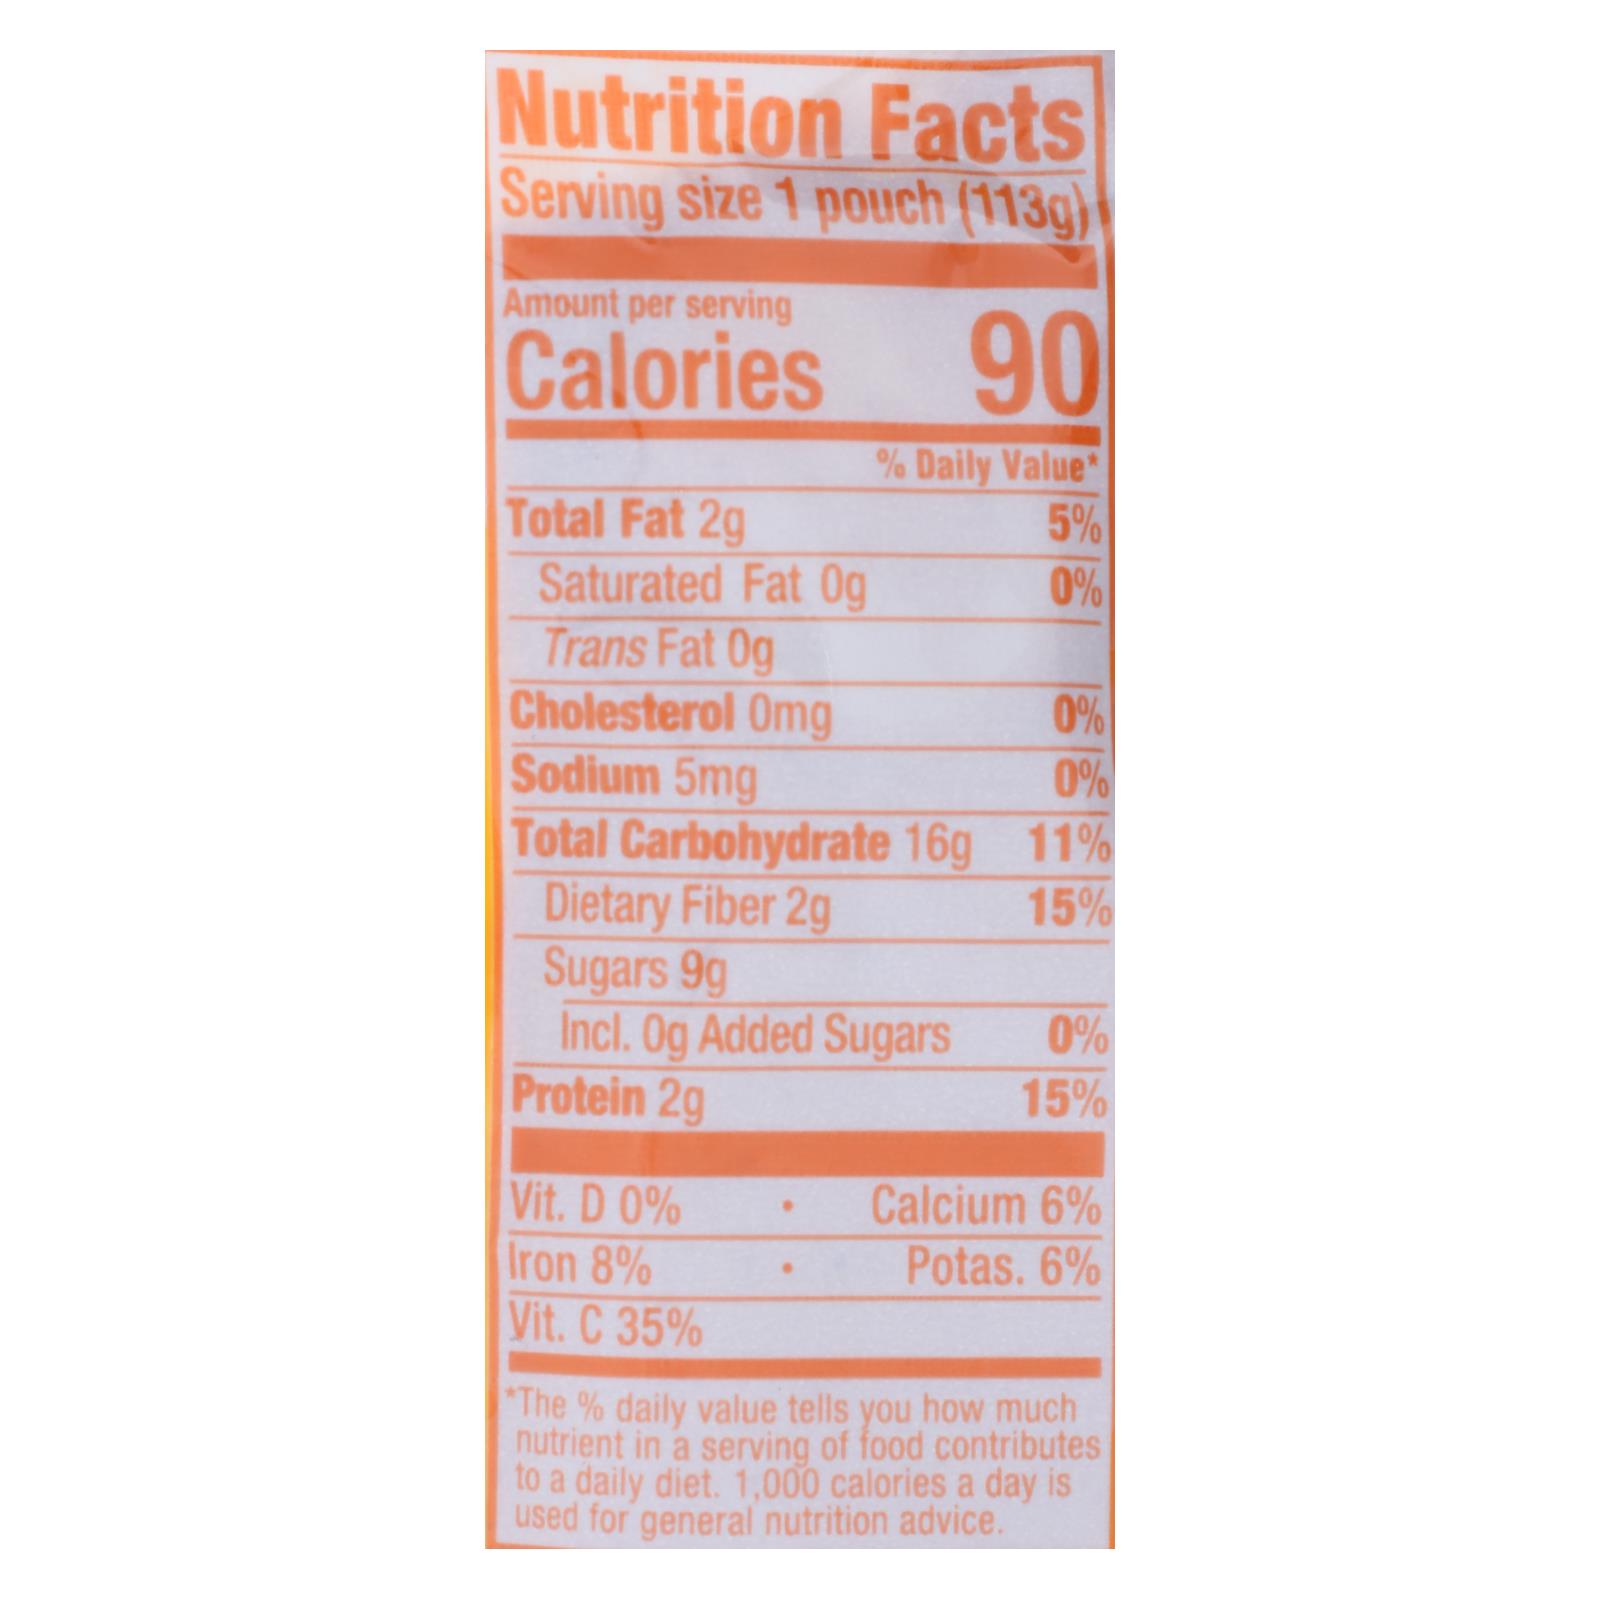 Nutrition Facts
Serving size 1 pouch (113g)
Amount per serving
Calories 90
% Daily Value*
Total Fat 2g 5%
Saturated Fat 0g 0%
Trans Fat 0g
Cholesterol 0mg 0%
Sodium 5mg 0%
Total Carbohydrate 16g 11%
Dietary Fiber 2g 15%
Sugars 9g
Incl. 0g Added Sugars 0%
Protein 2g 15%
Vit. D 0% • Calcium 6%
Iron 8% • Potas. 6%
Vit. C 35%
*The % daily value tells you how much
nutrient in a serving of food contributes
to a daily diet. 1,000 calories a day is
used for general nutrition advice.